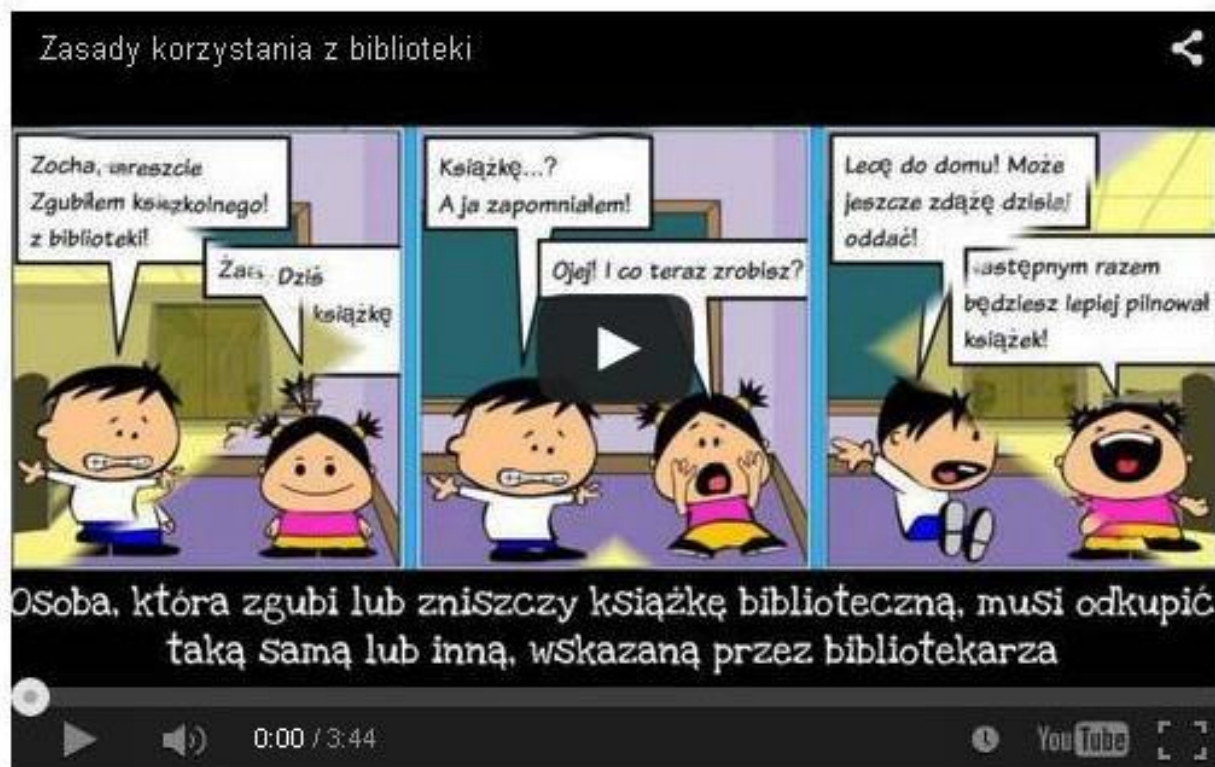 Zasady korzystania z biblioteki
Zocha,
Zgubiłem
z biblioteki!
Dziś
książkę
Książkę...?
A ja zapomniałem!
Ojej! I co teraz zrobisz?
Lecę do domu! Może
jeszcze zdążę dzisiaj
oddać!
następnym razem
będziesz lepiej pilnował
książek!
Osoba, która zgubi lub zniszczy książkę biblioteczną, musi odkupić
taką samą lub inną, wskazaną przez bibliotekarza
0:00 / 3:44
YouTube